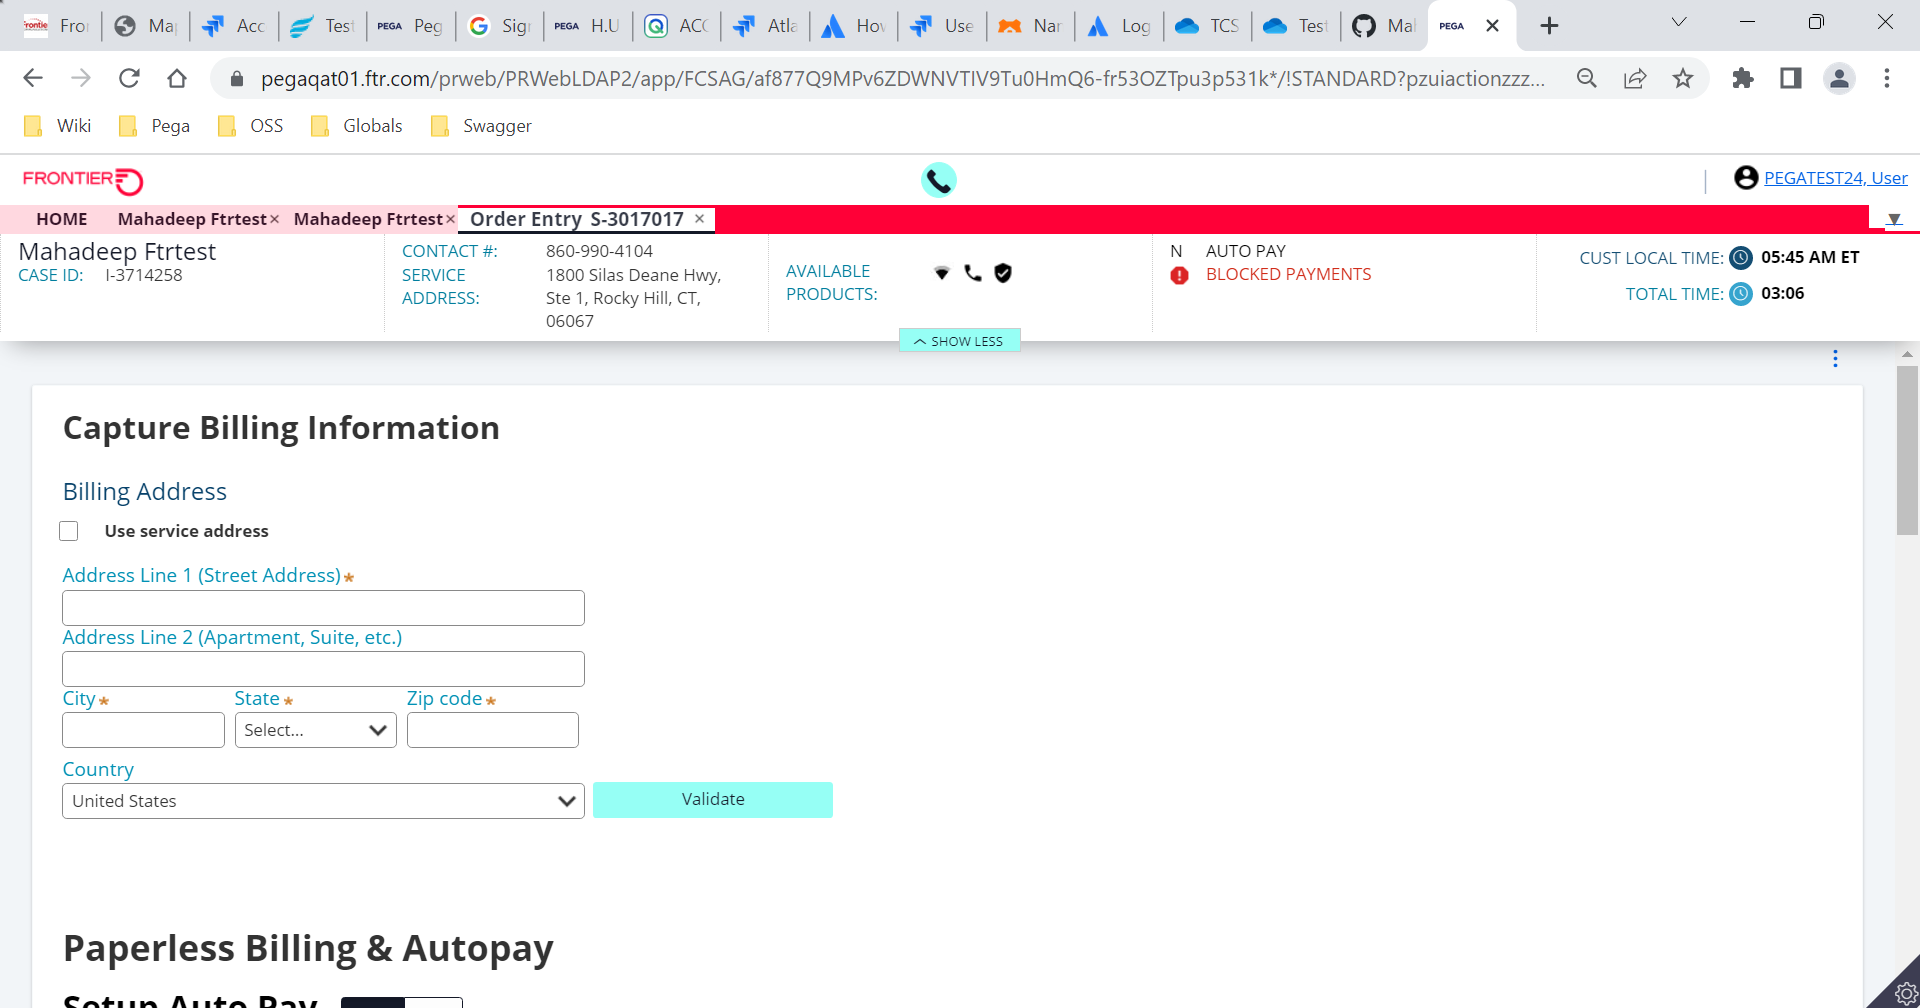 Fro
Ma
Acc
Test
PEGA Peg
Sig
PEGA H.U
ACC
Atla
Hov
Use
Nar
Log
TCS
Test
Mal
PEGA
pegaqat01.ftr.com/prweb/PRWebLDAP2/app/FCSAG/af877Q9MPv6ZDWNVTIV9Tu0HmQ6-fr53OZTpu3p531k*/!STANDARD?pzuiactionzzz...
Wiki Pega OSS Globals Swagger
FRONTIER
PEGATEST24, User
HOME Mahadeep Ftrtest× Mahadeep Ftrtest× Order Entry S-3017017 ×
Mahadeep Ftrtest
CASE ID: I-3714258
CONTACT #: 860-990-4104
SERVICE ADDRESS: 1800 Silas Deane Hwy,
Ste 1, Rocky Hill, CT,
06067
AVAILABLE
PRODUCTS:
N AUTO PAY
BLOCKED PAYMENTS
CUST LOCAL TIME: 05:45 AM ET
TOTAL TIME: 03:06
SHOW LESS
Capture Billing Information
Billing Address
Use service address
Address Line 1 (Street Address)*
Address Line 2 (Apartment, Suite, etc.)
City* State* Zip code*
Select...
Country
United States
Validate
Paperless Billing & Autopay
Setup Auto Pay